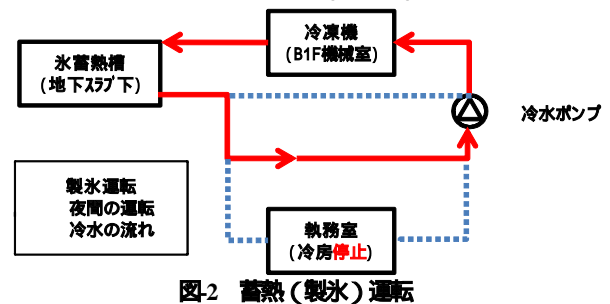 冷凍機
(B1F機械室)
氷蓄熱槽
(地下ｽﾗﾌﾞ下)
冷水ポンプ
製氷運転
夜間の運転
冷水の流れ
執務室
(冷房停止)
図-2 蓄熱(製氷)運転